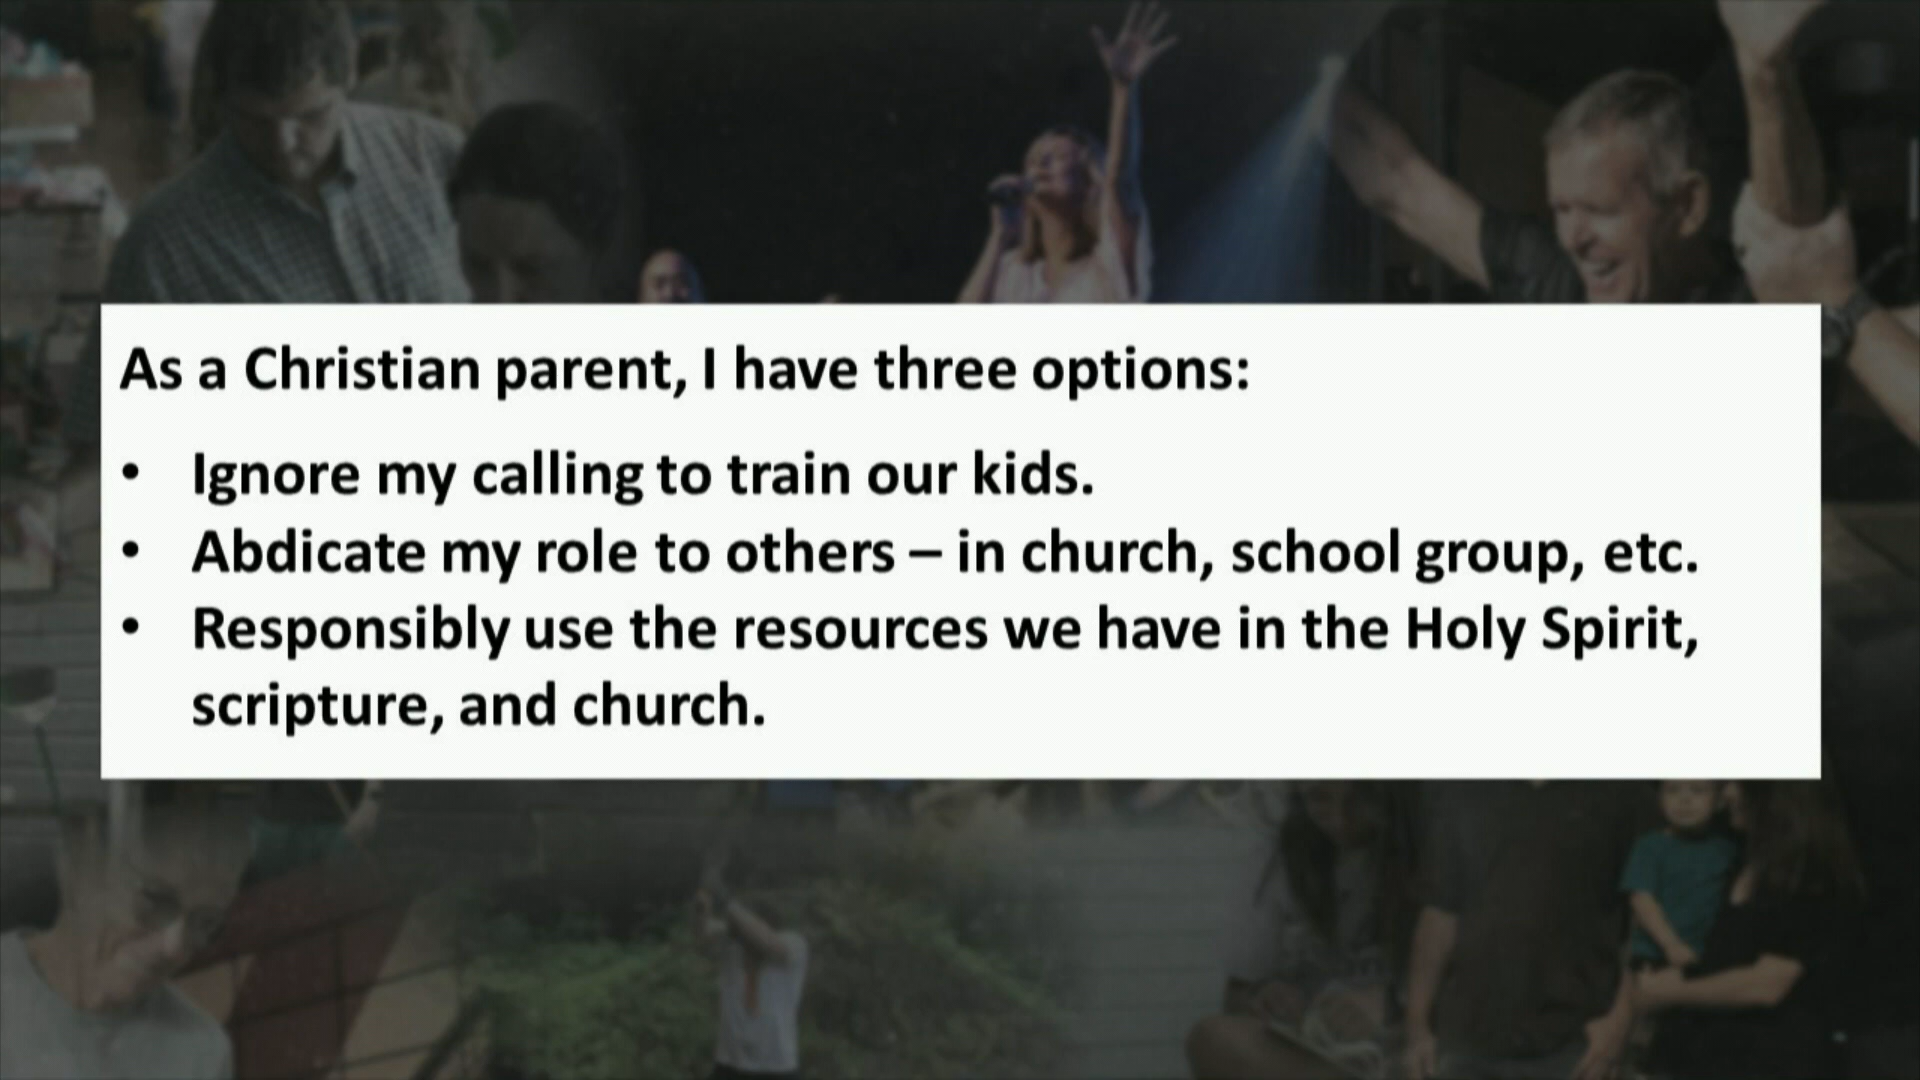 As a Christian parent, I have three options:
• Ignore my calling to train our kids.
• Abdicate my role to others – in church, school group, etc.
• Responsibly use the resources we have in the Holy Spirit,
scripture, and church.